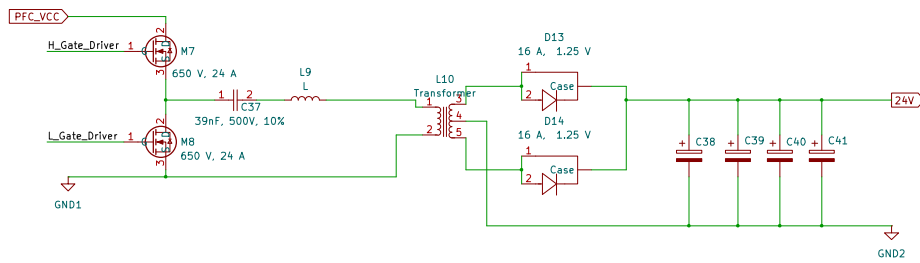 PFC_VCC
2
H_Gate_Driver
1
M7
3
650 V, 24 A
2
L_Gate_Driver
1
M8
650 V, 24 A
3
GND1
1
2
C37
39nF, 500V, 10%
L9
L
L10
Transformer
1
2
3
4
5
D13
16 A, 1.25 V
1
2
Case
D14
16 A, 1.25 V
1
2
Case
24V
+
C38
+
C39
+
C40
+
C41
GND2